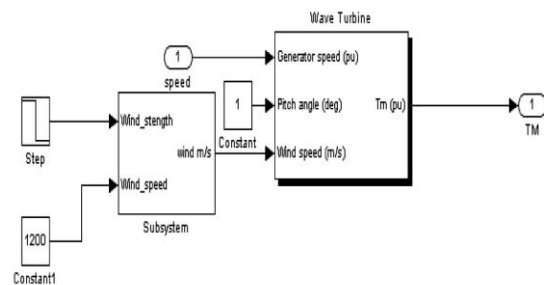 Wave Turbine
1
speed
Generator speed (pu)
Pitch angle (deg)
Wind speed (m/s)
Tm (pu)
1
TM
1
Constant
Step
Wind_stength
Wind_speed
wind m/s
Subsystem
1200
Constant1